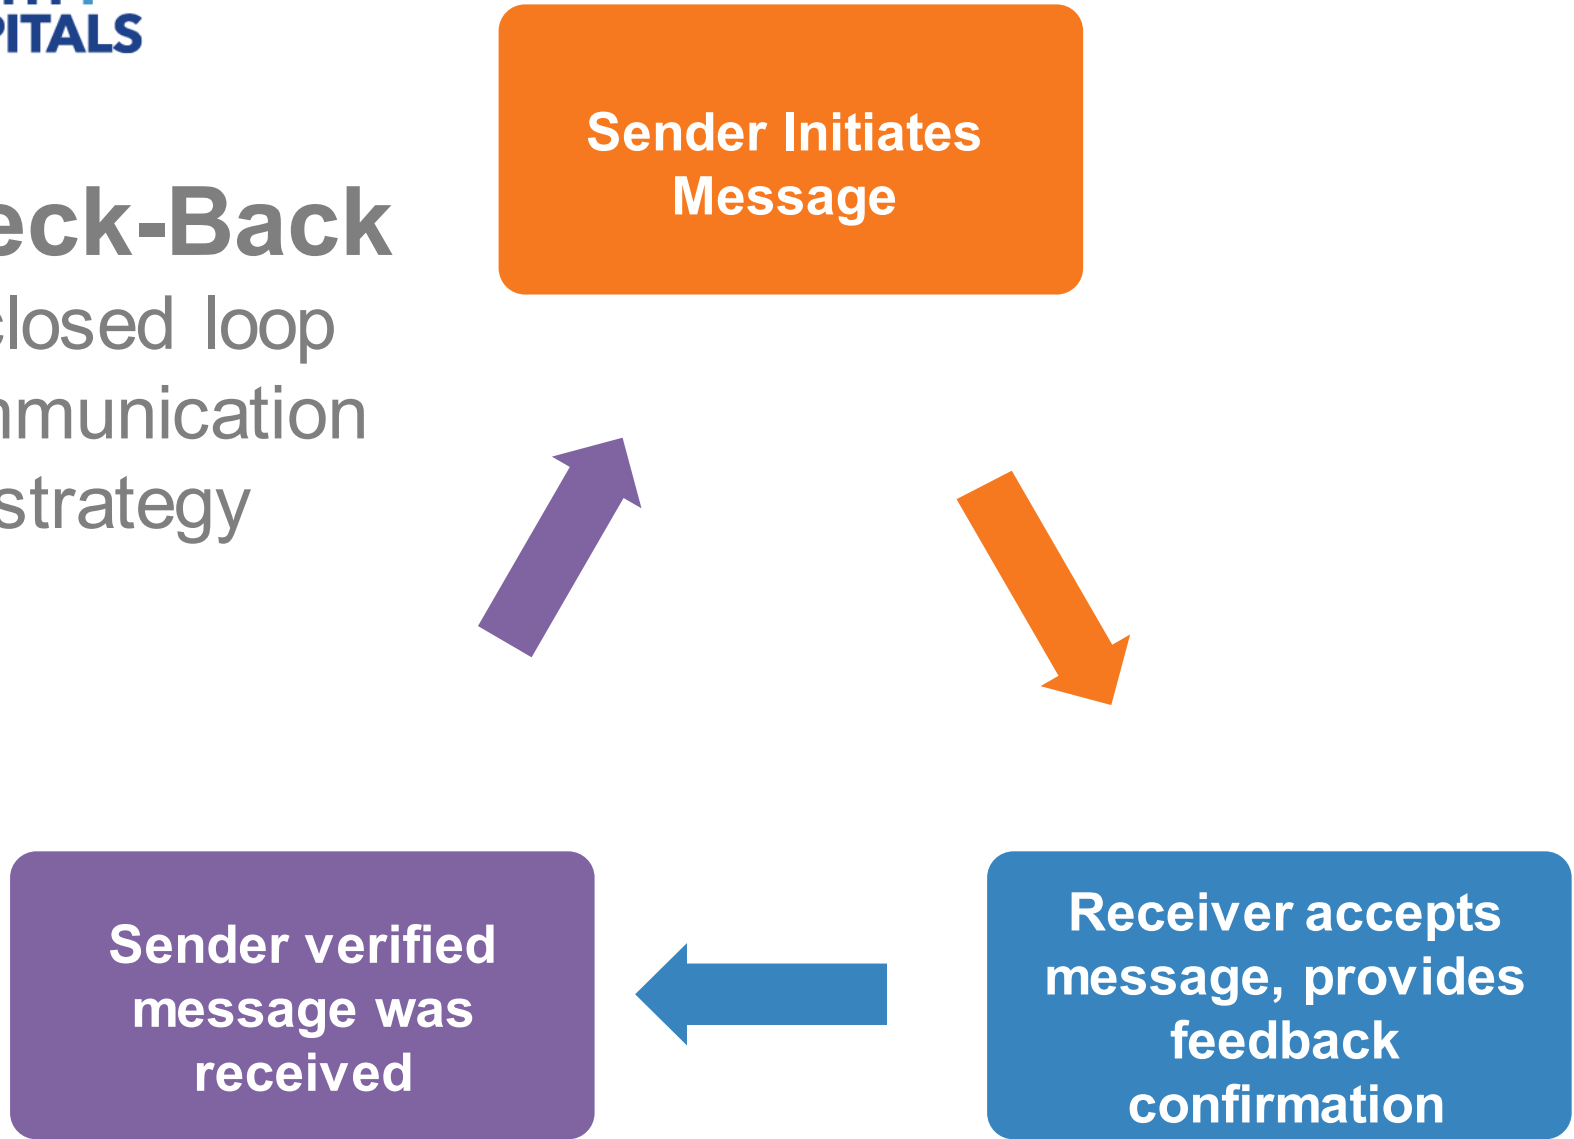 PITALS
eck-Back
closed loop
mmunication
strategy
Sender Initiates
Message
Receiver accepts
message, provides
feedback
confirmation
Sender verified
message was
received